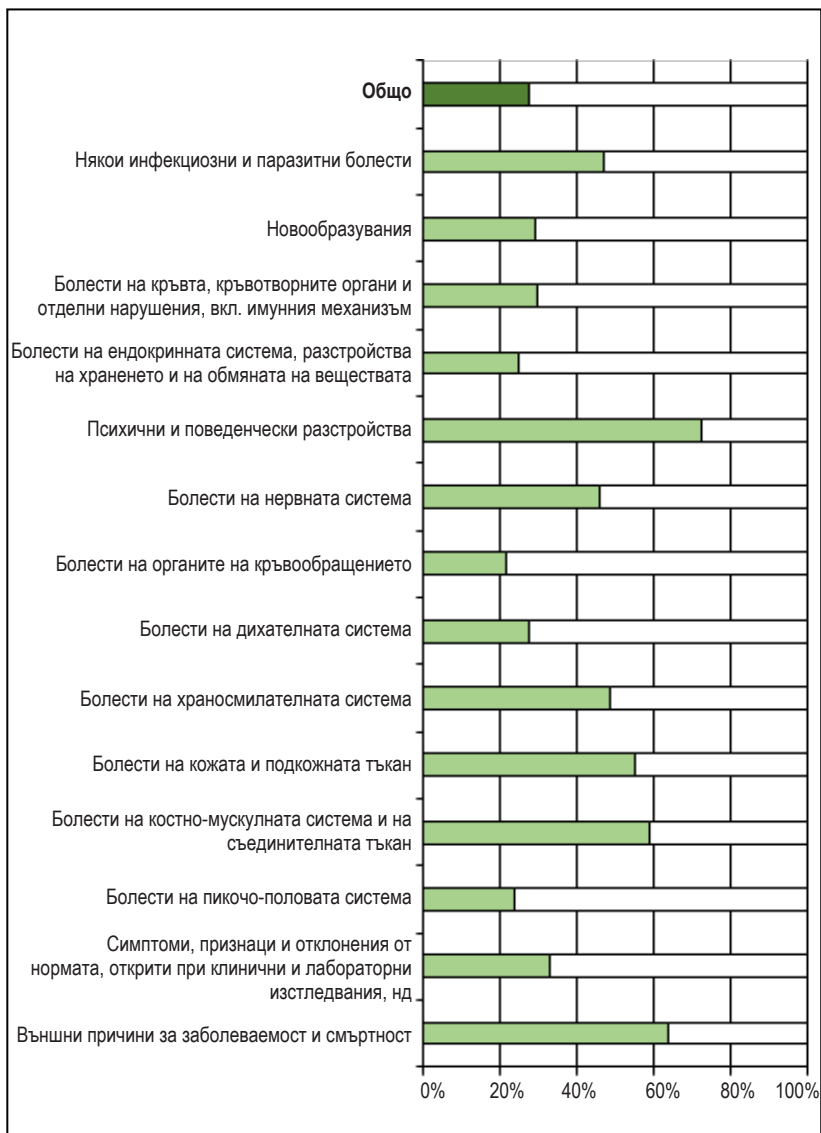 Общо
Някои инфекциозни и паразитни болести
Новообразувания
Болести на кръвта, кръвотворните органи и
отделни нарушения, вкл. имунния механизъм
Болести на ендокринната система, разстройства
на храненето и на обмяната на веществата
Психични и поведенчески разстройства
Болести на нервната система
Болести на органите на кръвообращението
Болести на дихателната система
Болести на храносмилателната система
Болести на кожата и подкожната тъкан
Болести на костно-мускулната система и на
съединителната тъкан
Болести на пикочо-половата система
Симптоми, признаци и отклонения от
нормата, открити при клинични и лабораторни
изстледвания, нд
Външни причини за заболеваемост и смъртност
0% 20% 40% 60% 80% 100%